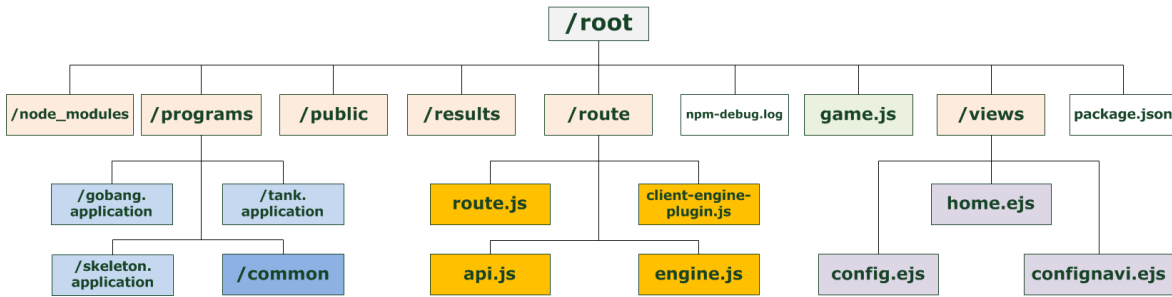 /root
/node_modules
/programs
/public
/results
/route
npm-debug.log
game.js
/views
package.json
/gobang.
application
/tank.
application
route.js
client-engine-
plugin.js
home.ejs
/skeleton.
application
/common
api.js
engine.js
config.ejs
confignavi.ejs